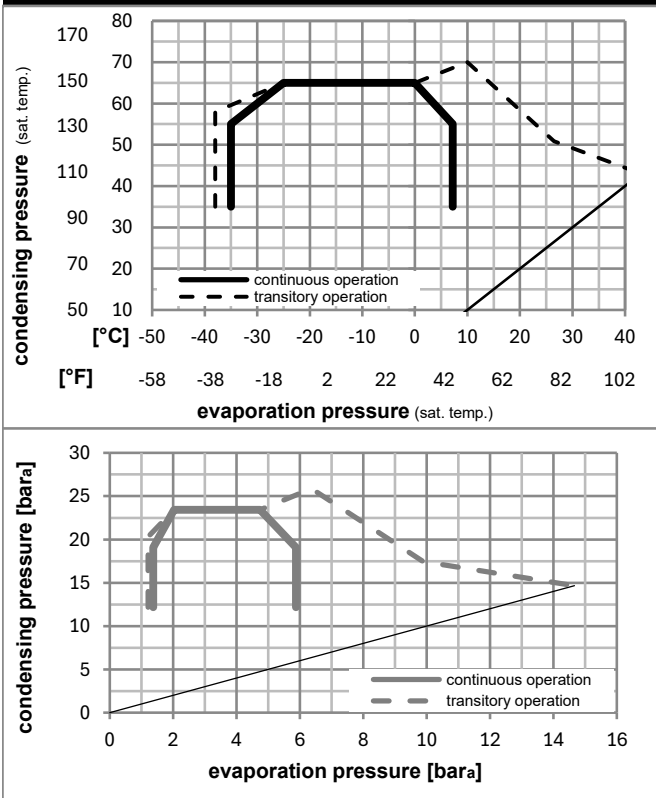 condensing pressure (sat. temp.)
170 80
70
150
60
130
50
110
40
90
30
70
20
50 10
continuous operation
transitory operation
[°C] -50 -40 -30 -20 -10 0 10 20 30 40
[°F] -58 -38 -18 2 22 42 62 82 102
evaporation pressure (sat. temp.)
condensing pressure [bara]
30
25
20
15
10
5
0
continuous operation
transitory operation
0 2 4 6 8 10 12 14 16
evaporation pressure [bara]